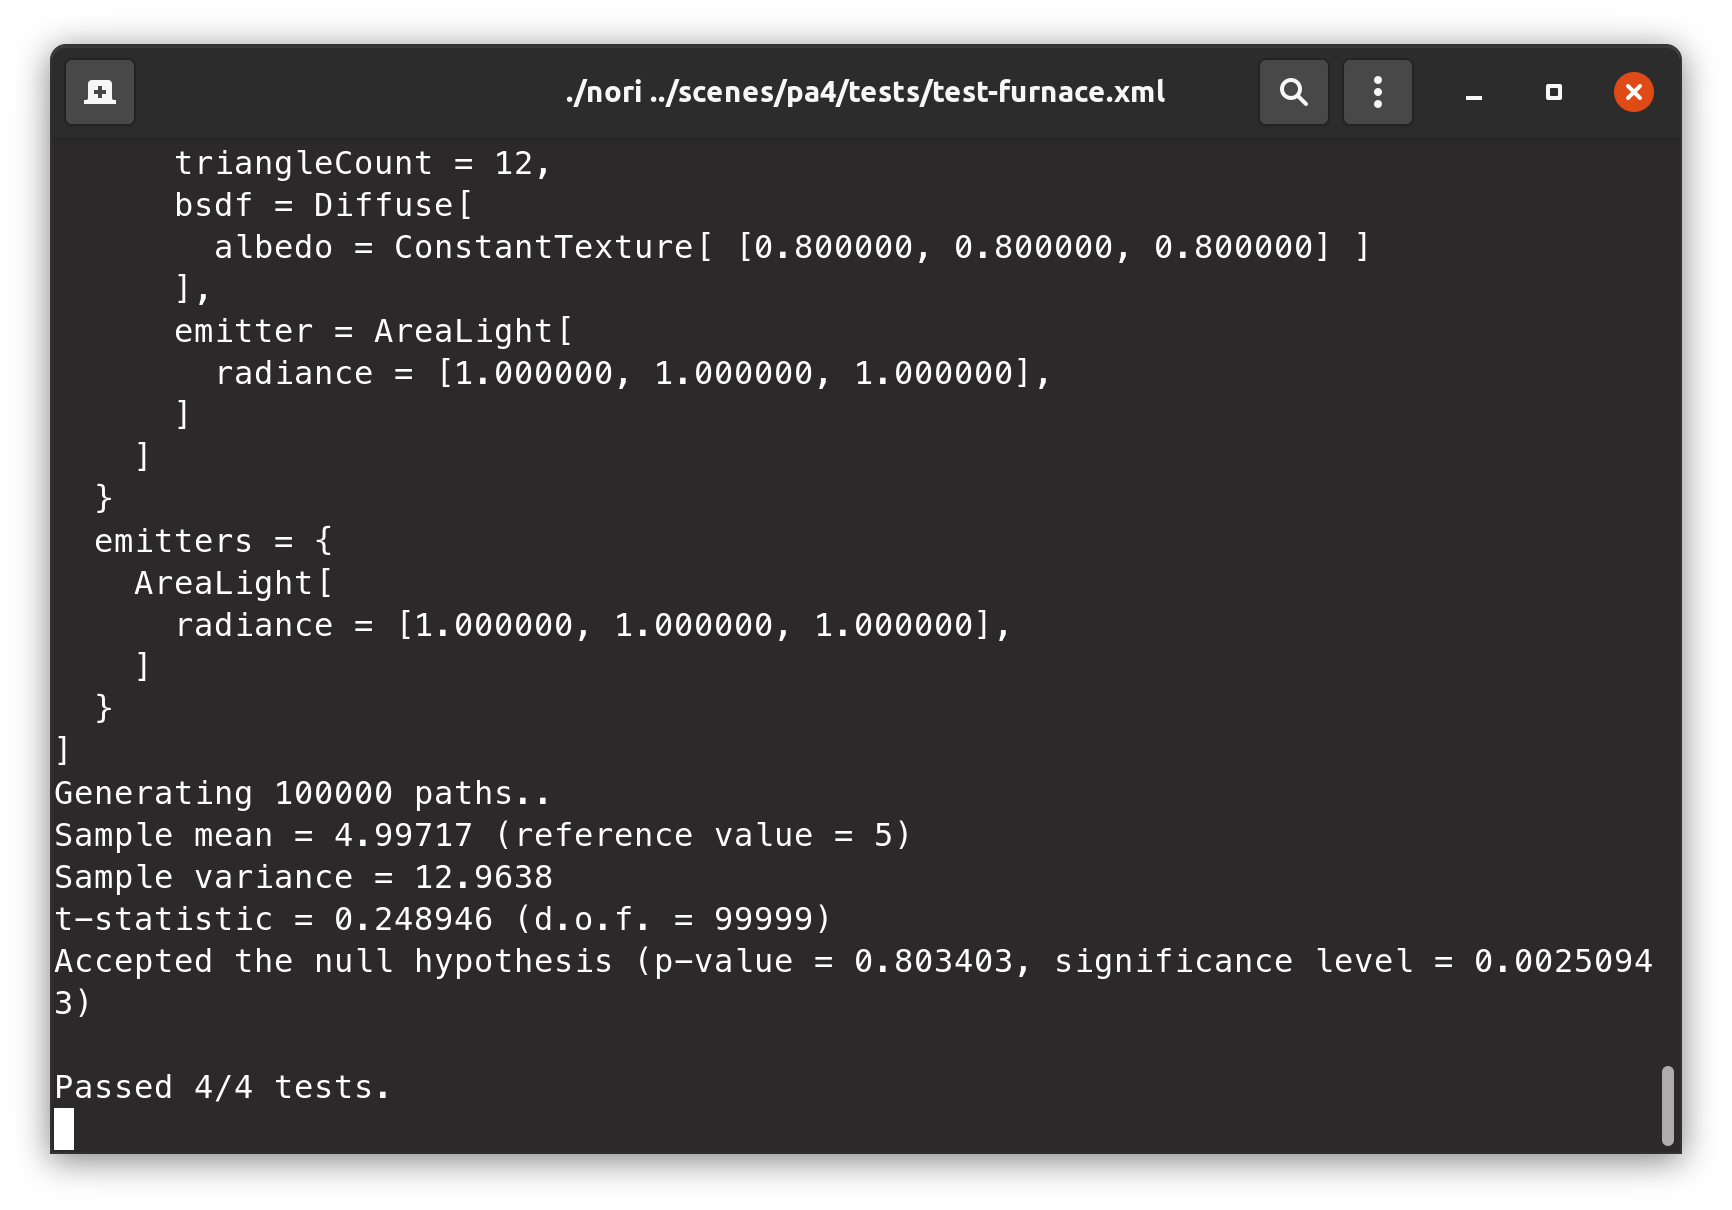 ./nori ../scenes/pa4/tests/test-furnace.xml
triangleCount = 12,
bsdf = Diffuse[
albedo = ConstantTexture[ [0.800000, 0.800000, 0.800000] ]
],
emitter = AreaLight[
radiance = [1.000000, 1.000000, 1.000000],
]
]
}
emitters = {
AreaLight[
radiance = [1.000000, 1.000000, 1.000000],
]
}
]
Generating 100000 paths..
Sample mean = 4.99717 (reference value = 5)
Sample variance = 12.9638
t-statistic = 0.248946 (d.o.f. = 99999)
Accepted the null hypothesis (p-value = 0.803403, significance level = 0.0025094
3)
Passed 4/4 tests.